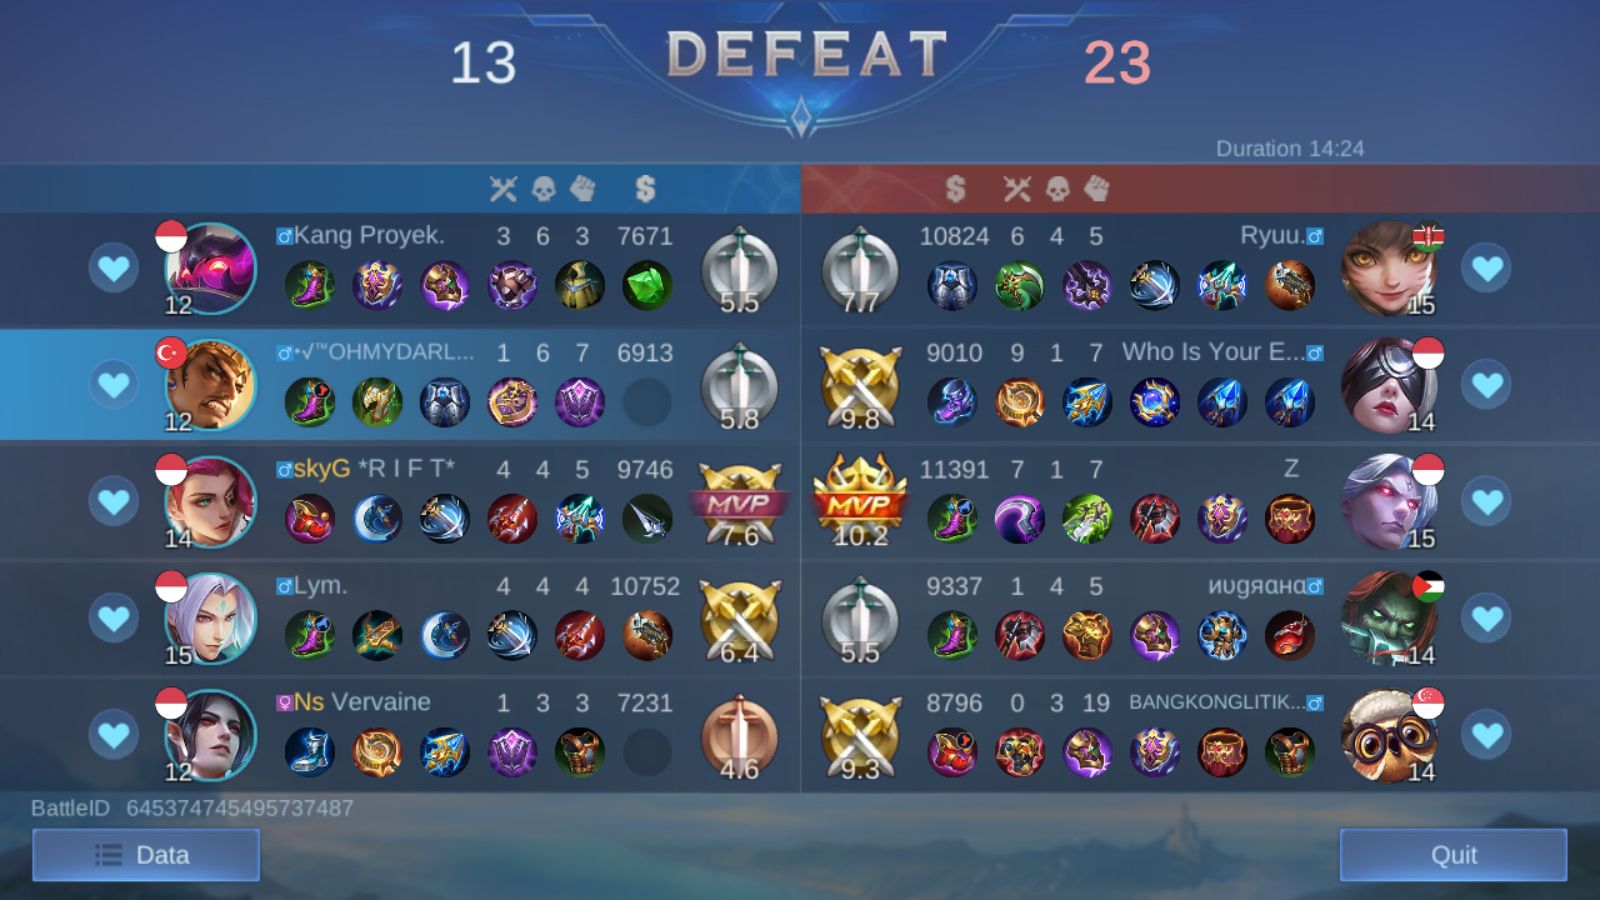 13 DEFEAT 23
Duration 14:24
Kang Proyek. 3 6 3 7671
12 5.5
10824 6 4 5 Ryuu.
7.7 15
•√™OHMYDARL... 1 6 7 6913
12 5.8
9010 9 1 7 Who Is Your E...
9.8 14
skyG *R I F T* 4 4 5 9746
MVP
14 7.6
11391 7 1 7 Z
MVP
10.2 15
Lym. 4 4 4 10752
15 6.4
9337 1 4 5 иυgяαнα
5.5 14
Ns Vervaine 1 3 3 7231
12 4.6
8796 0 3 19 BANGKONGLITIK...
9.3 14
BattleID 645374745495737487
Data
Quit